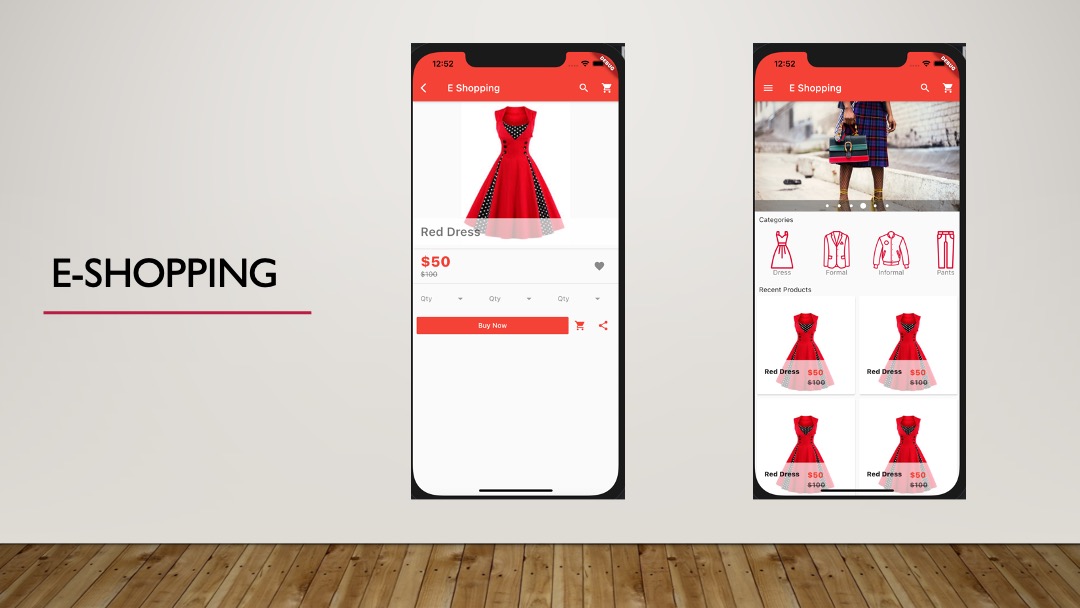 E-SHOPPING
12:52
DEBUG
E Shopping
Red Dress
$50
$100
Qty Qty Qty
Buy Now
12:52
DEBUG
E Shopping
Categories
Dress Formal Informal Pants
Recent Products
Red Dress $50
$100
Red Dress $50
$100
Red Dress $50
$100
Red Dress $50
$100